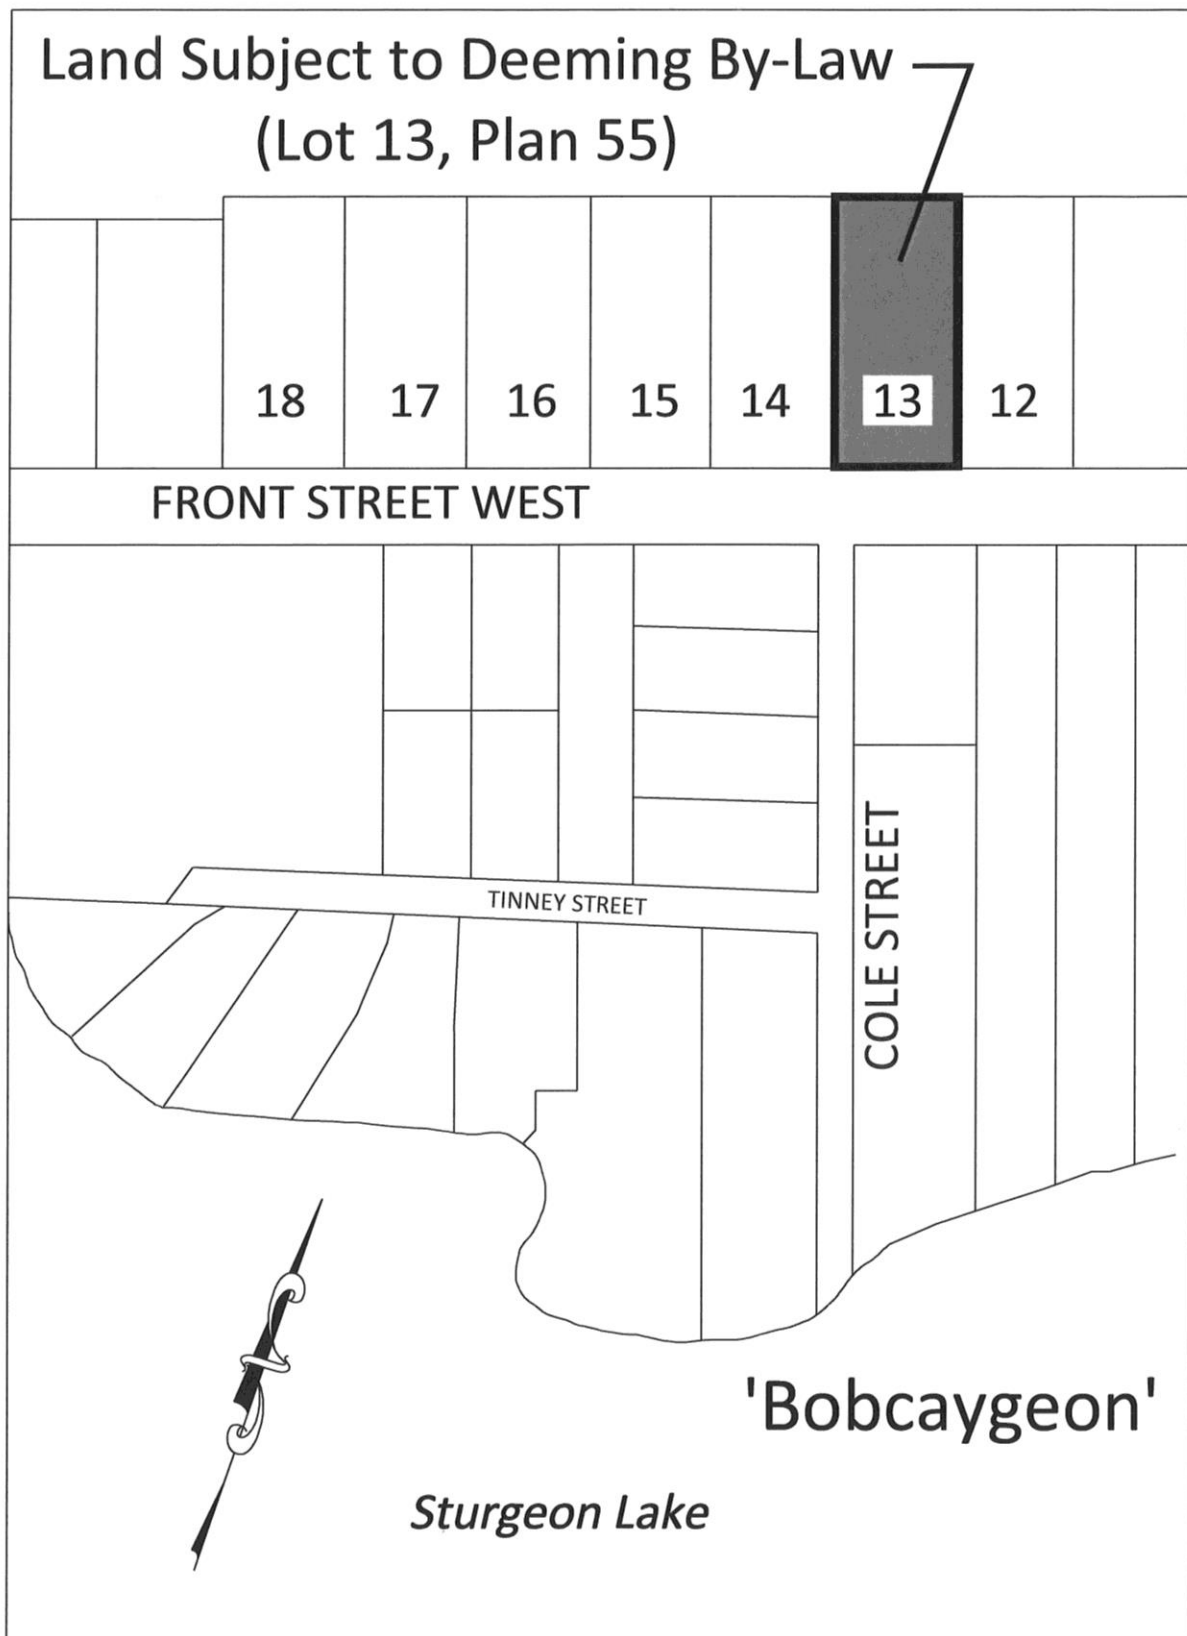 Land Subject to Deeming By-Law
(Lot 13, Plan 55)
18 17 16 15 14 13 12
FRONT STREET WEST
TINNEY STREET
COLE STREET
'Bobcaygeon'
Sturgeon Lake